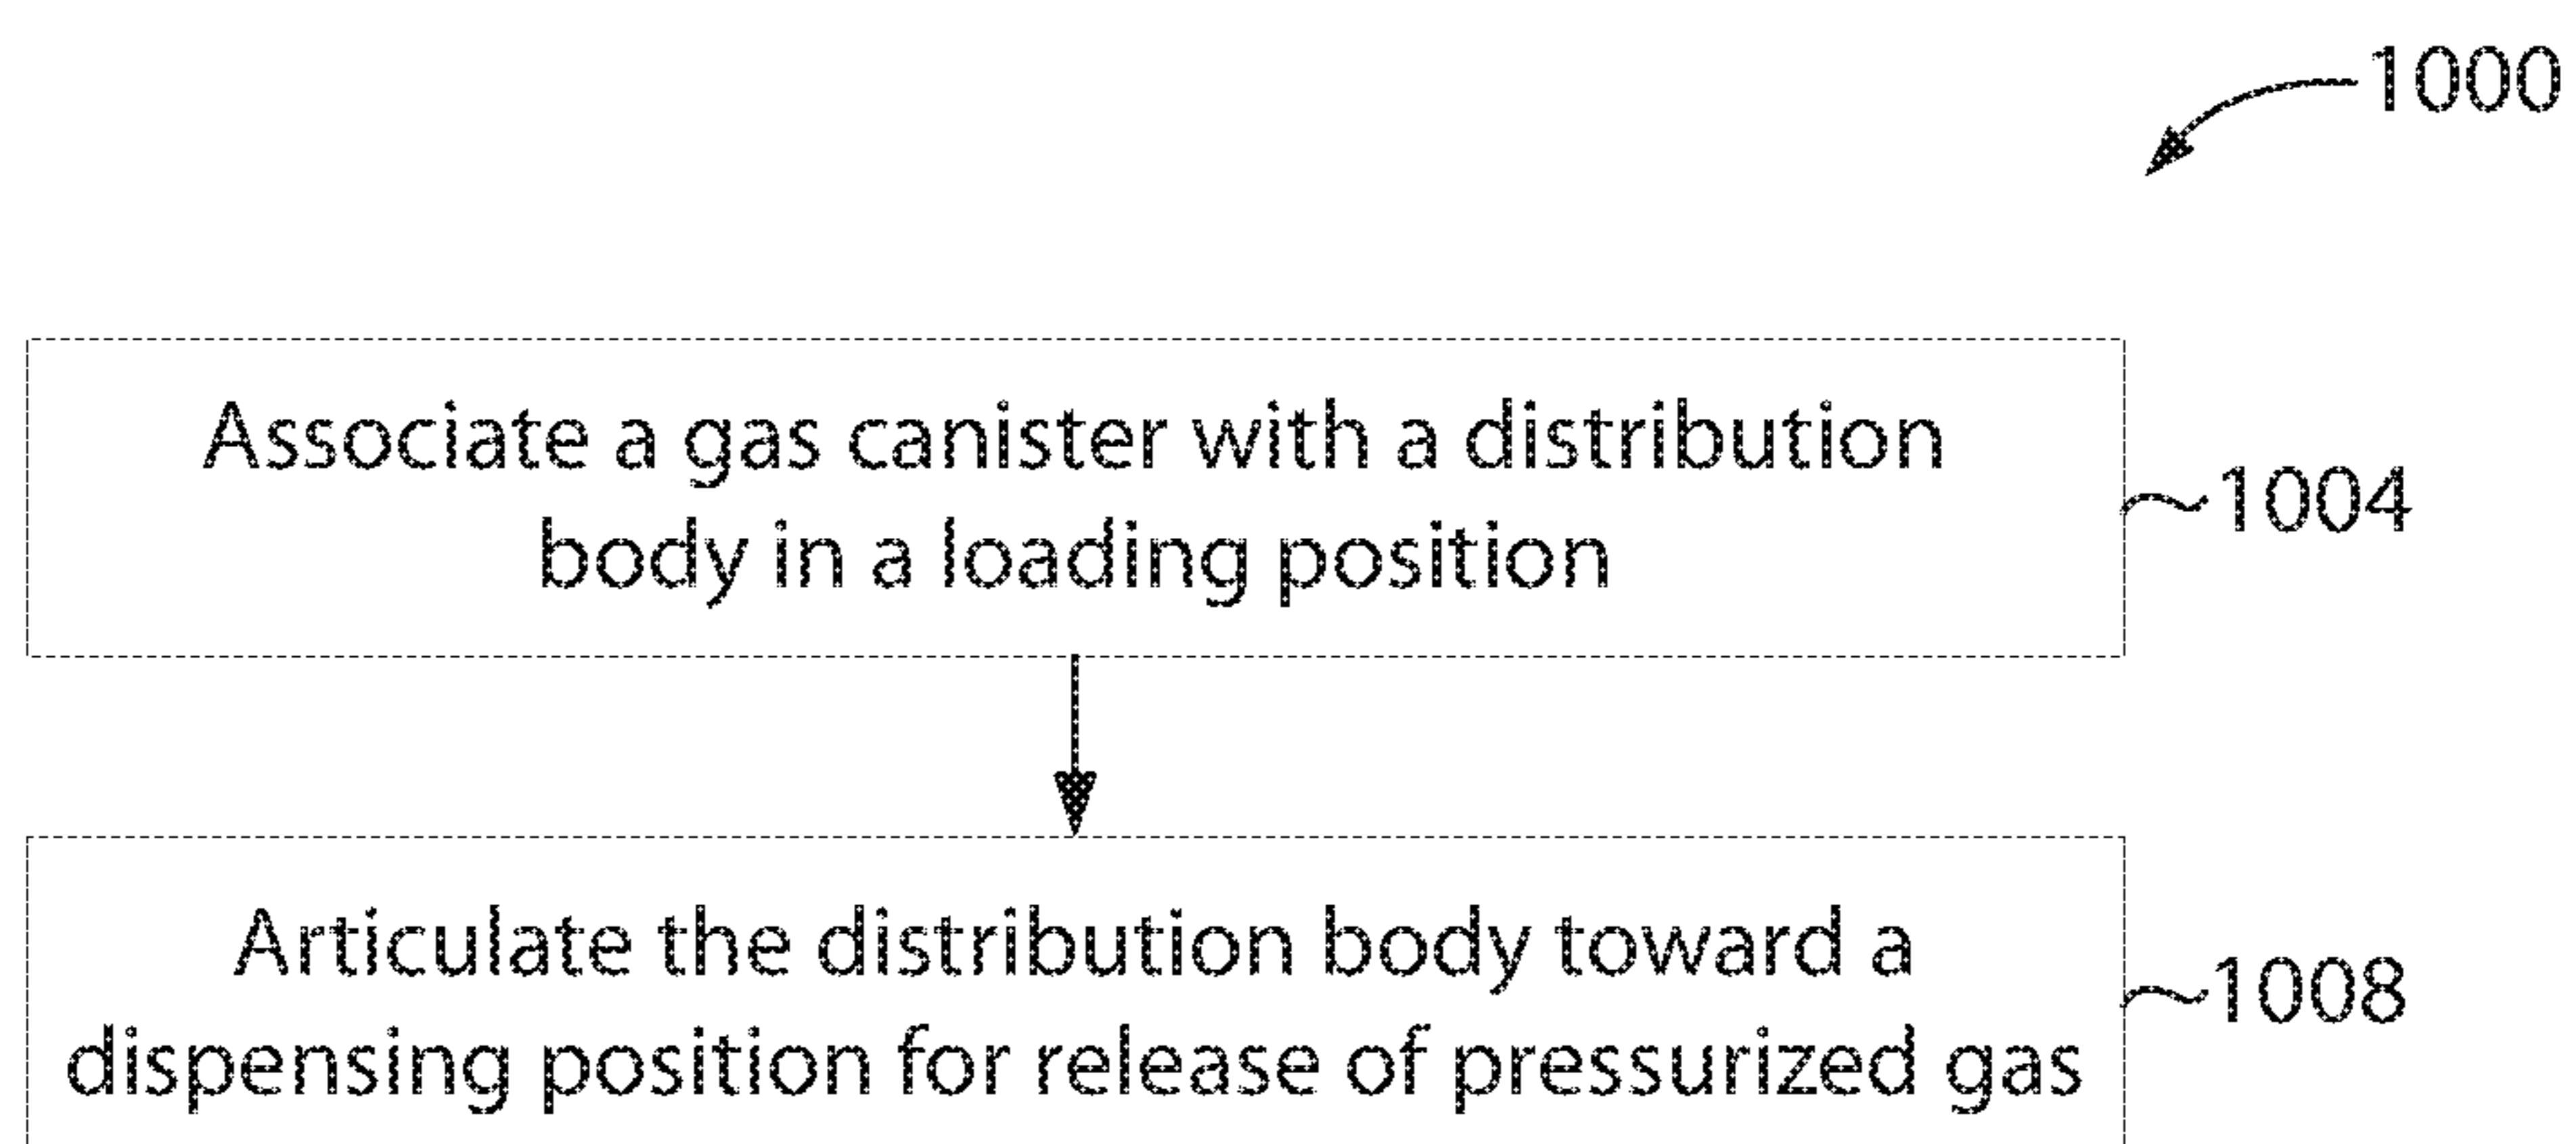 1000
Associate a gas canister with a distribution
body in a loading position
1004
Articulate the distribution body toward a
dispensing position for release of pressurized gas
1008